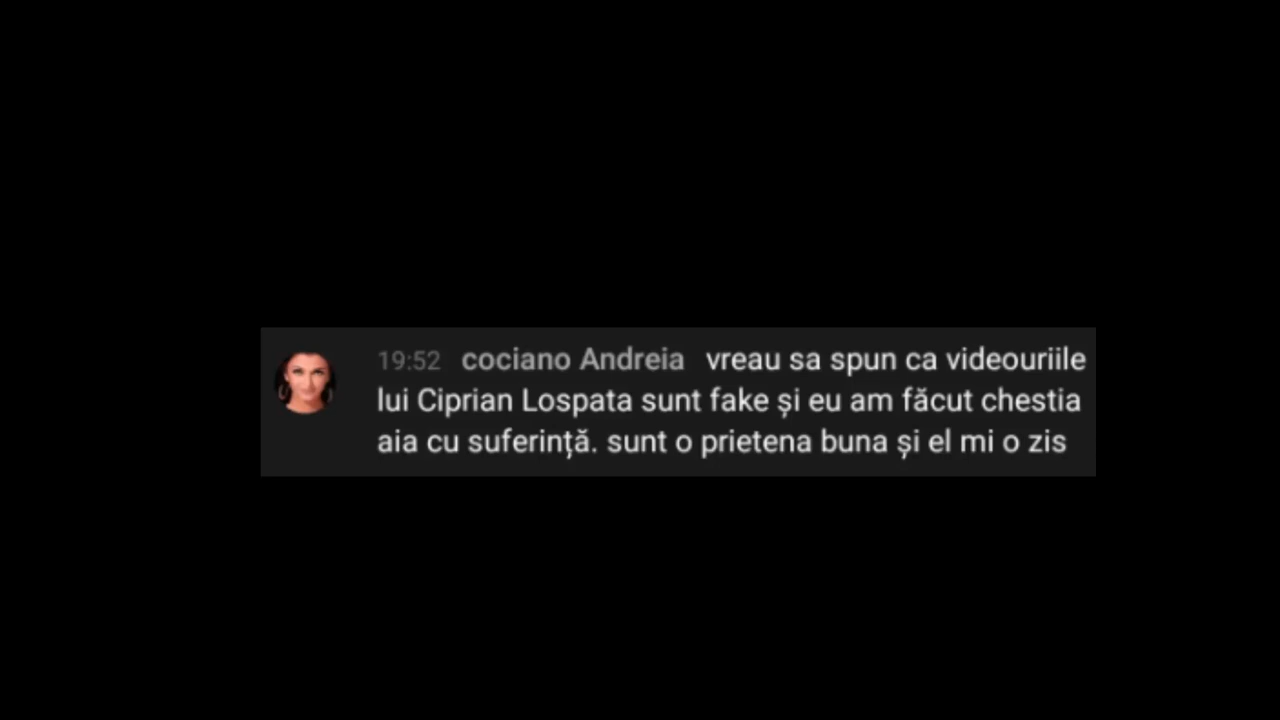 19:52 cociano Andreia vreau sa spun ca videouriile
lui Ciprian Lospata sunt fake și eu am făcut chestia
aia cu suferință. sunt o prietena buna și el mi o zis